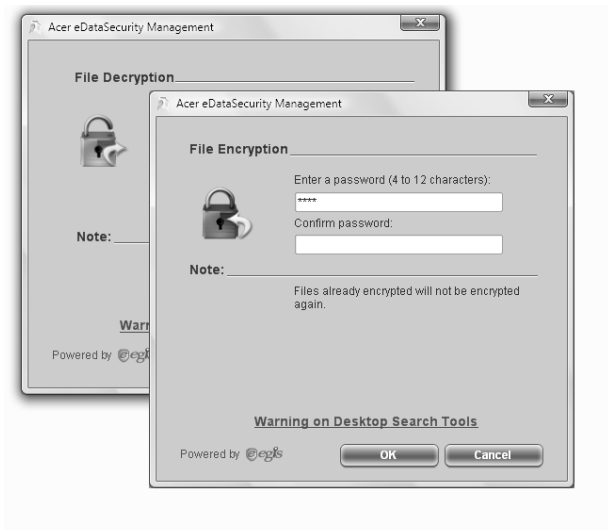 Acer eDataSecurity Management
File Decryption
Note:
Powered by egis
Acer eDataSecurity Management
File Encryption
Enter a password (4 to 12 characters):
****
Confirm password:
Note:
Files already encrypted will not be encrypted
again.
Warning on Desktop Search Tools
Powered by egis
OK
Cancel